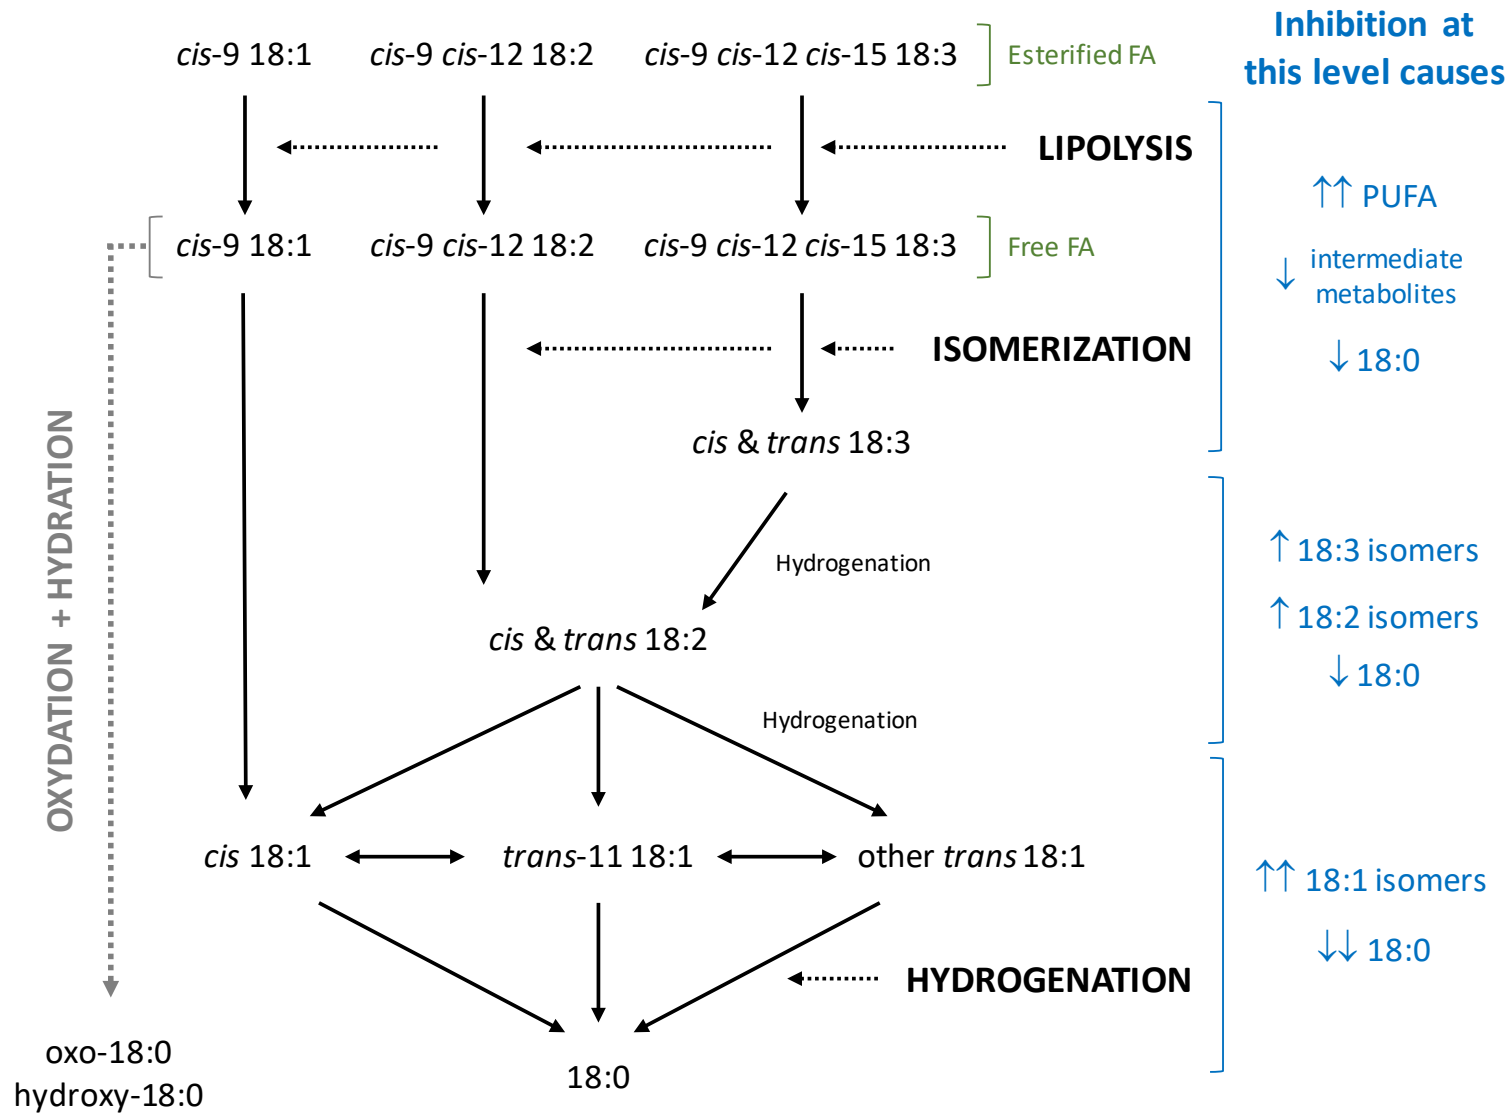 Inhibition at
this level causes
cis-9 18:1
cis-9 cis-12 18:2
cis-9 cis-12 cis-15 18:3
Esterified FA
LIPOLYSIS
↑↑ PUFA
cis-9 18:1
cis-9 cis-12 18:2
cis-9 cis-12 cis-15 18:3
Free FA
↓ intermediate
metabolites
ISOMERIZATION
↓ 18:0
cis & trans 18:3
OXYDATION + HYDRATION
Hydrogenation
↑ 18:3 isomers
↑ 18:2 isomers
cis & trans 18:2
↓ 18:0
Hydrogenation
cis 18:1
trans-11 18:1
other trans 18:1
↑↑ 18:1 isomers
↓↓ 18:0
HYDROGENATION
oxo-18:0
hydroxy-18:0
18:0